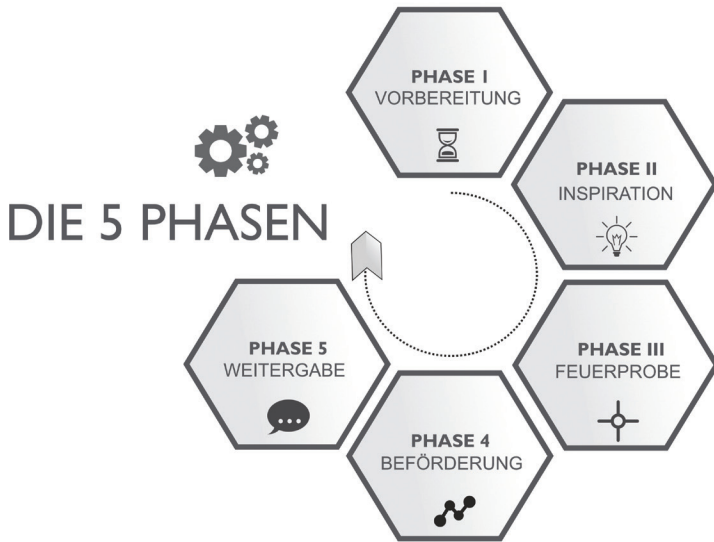 DIE 5 PHASEN
PHASE I
VORBEREITUNG
PHASE II
INSPIRATION
PHASE III
FEUERPROBE
PHASE 4
BEFÖRDERUNG
PHASE 5
WEITERGABE